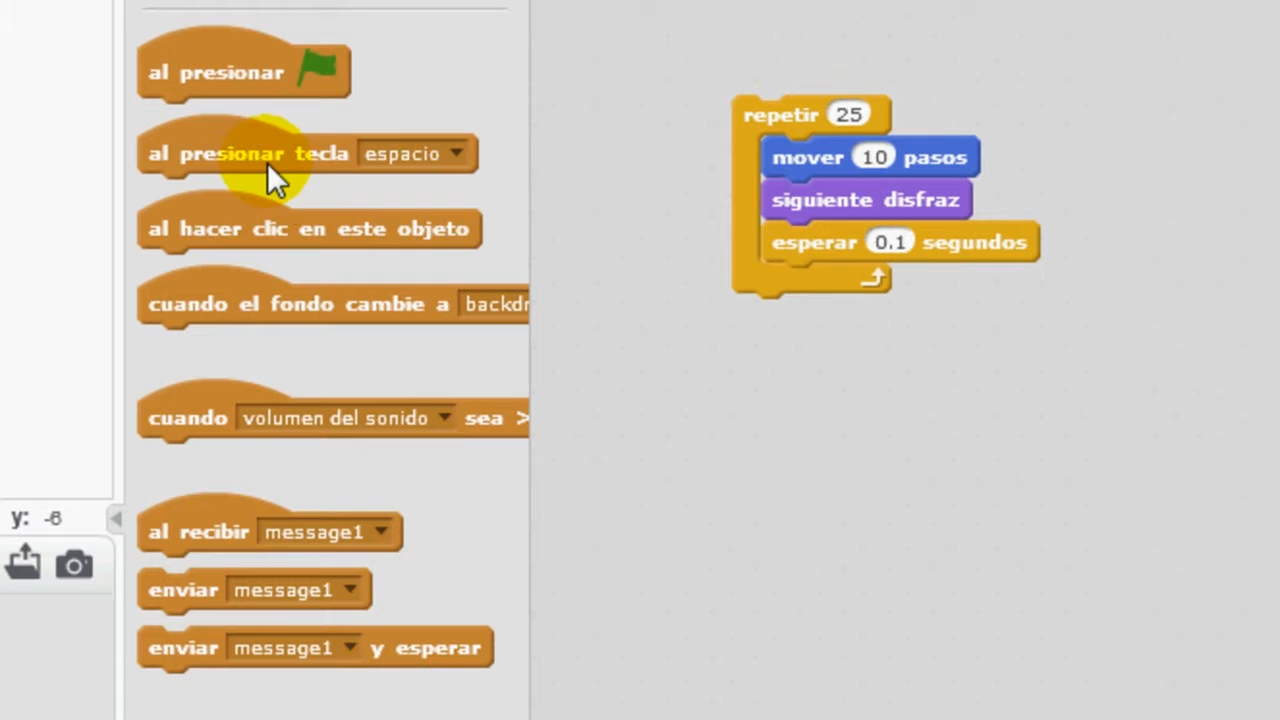 al presionar
al presionar tecla espacio
al hacer clic en este objeto
cuando el fondo cambie a backdr
cuando volumen del sonido sea >
al recibir message1
enviar message1
enviar message1 y esperar
y: -6
repetir 25
mover 10 pasos
siguiente disfraz
esperar 0.1 segundos